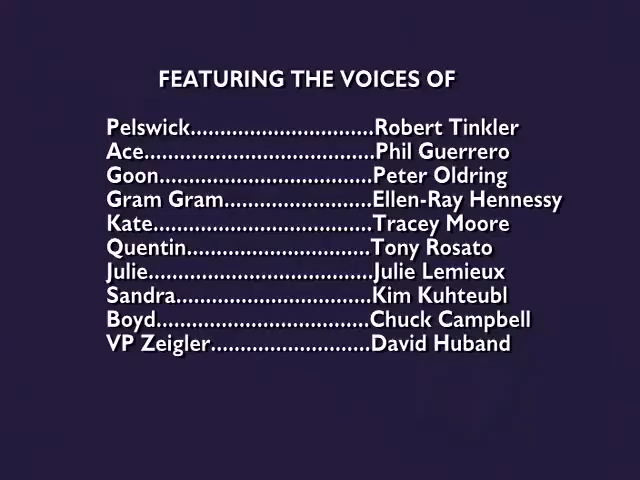 FEATURING THE VOICES OF
Pelswick...............................Robert Tinkler
Ace.......................................Phil Guerrero
Goon....................................Peter Oldring
Gram Gram.........................Ellen-Ray Hennessy
Kate.....................................Tracey Moore
Quentin...............................Tony Rosato
Julie......................................Julie Lemieux
Sandra.................................Kim Kuhteubl
Boyd....................................Chuck Campbell
VP Zeigler...........................David Huband